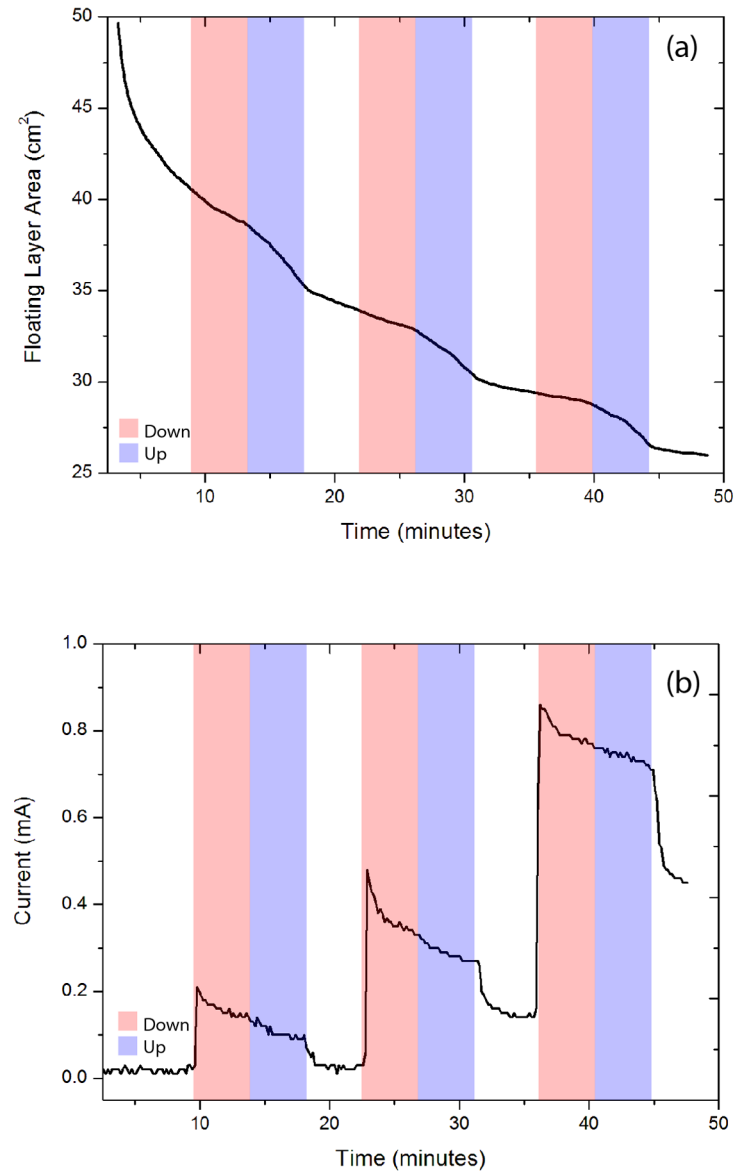 (a)
50
45
40
35
30
25
Floating Layer Area (cm²)
Down
Up
10 20 30 40 50
Time (minutes)
(b)
1.0
0.8
0.6
0.4
0.2
0.0
Current (mA)
Down
Up
10 20 30 40 50
Time (minutes)